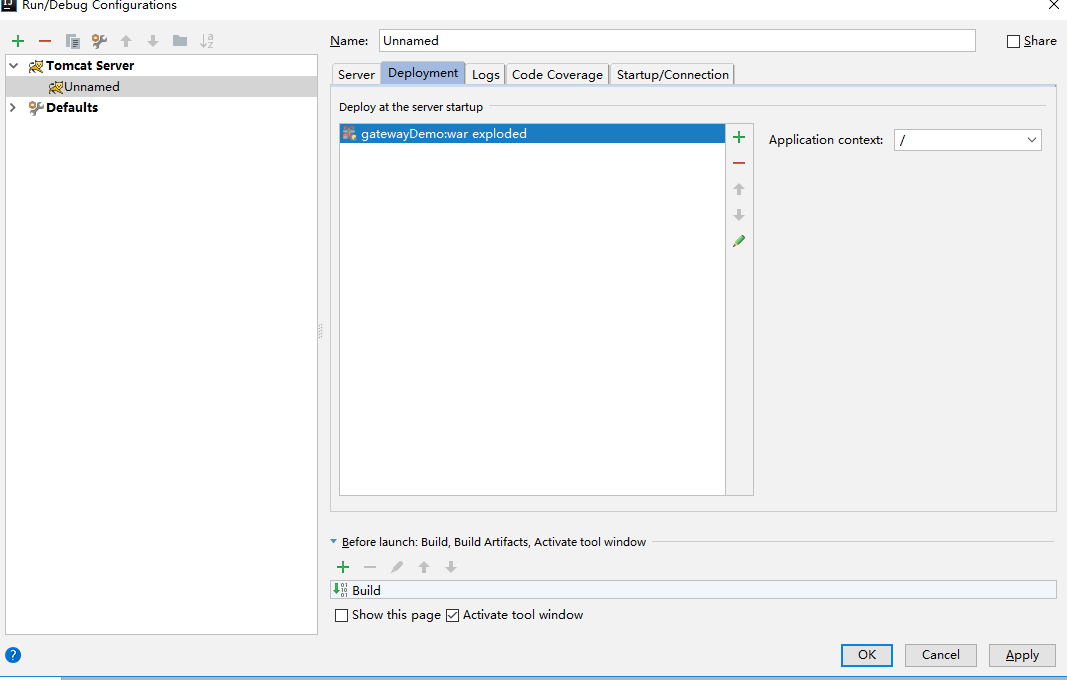 Run/Debug Configurations
Name: Unnamed Share
Tomcat Server
Unnamed
Defaults
Server Deployment Logs Code Coverage Startup/Connection
Deploy at the server startup
gatewayDemo:war exploded
Application context: /
Before launch: Build, Build Artifacts, Activate tool window
Build
Show this page Activate tool window
OK Cancel Apply